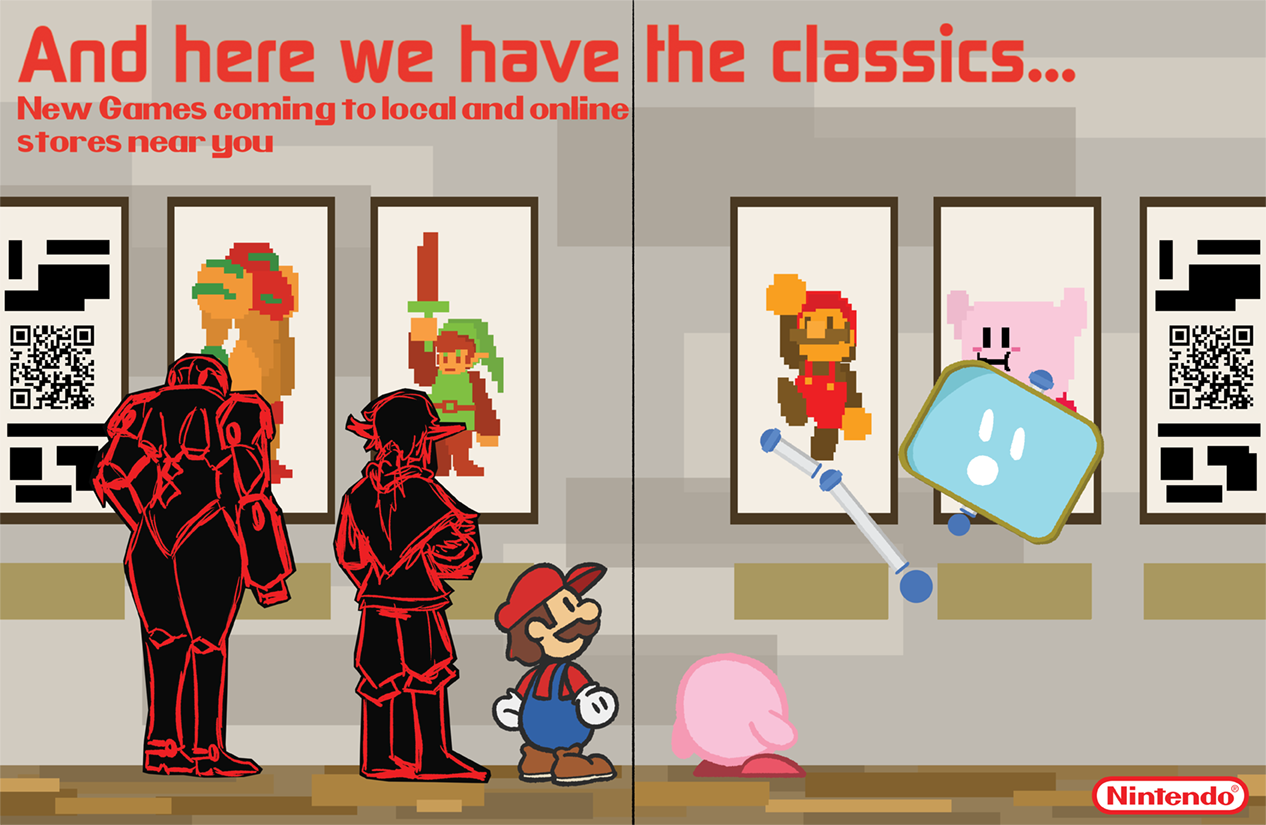 And here we have the classics...
New Games coming to local and online
stores near you
Nintendo®